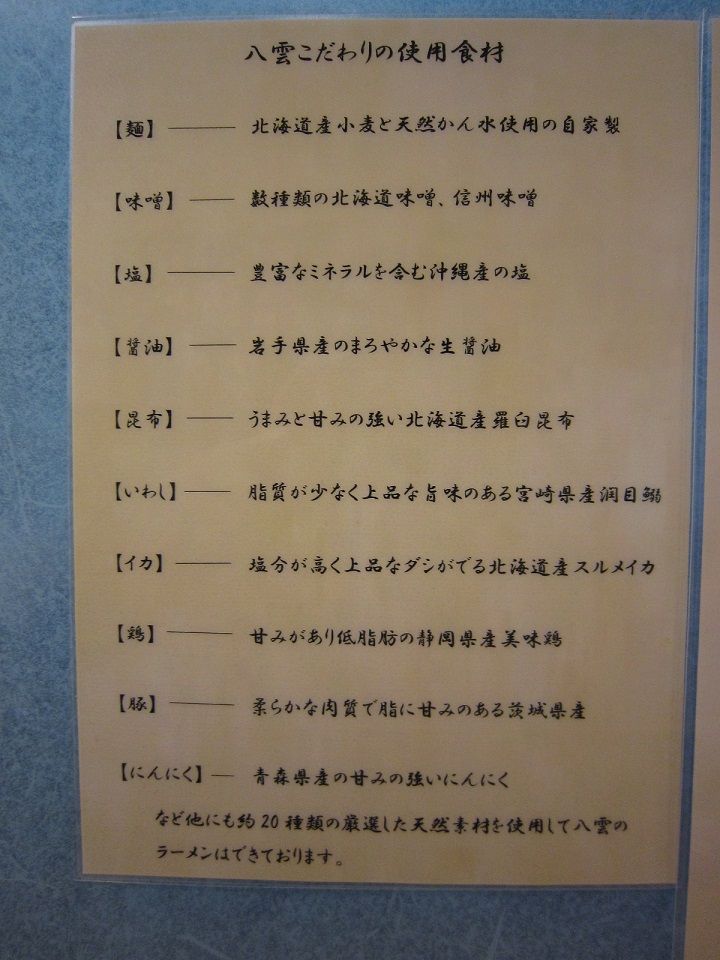 八雲こだわりの使用食材
【麺】――― 北海道産小麦と天然かん水使用の自家製
【味噌】―― 数種類の北海道味噌、信州味噌
【塩】――― 豊富なミネラルを含む沖縄産の塩
【醤油】―― 岩手県産のまろやかな生醤油
【昆布】―― うまみと甘みの強い北海道産羅臼昆布
【いわし】―― 脂質が少なく上品な旨味のある宮崎県産潤目鰯
【イカ】―― 塩分が高く上品なダシがでる北海道産スルメイカ
【鶏】――― 甘みがあり低脂肪の静岡県産美味鶏
【豚】――― 柔らかな肉質で脂に甘みのある茨城県産
【にんにく】― 青森県産の甘みの強いにんにく
など他にも約20種類の厳選した天然素材を使用して八雲の
ラーメンはできております。